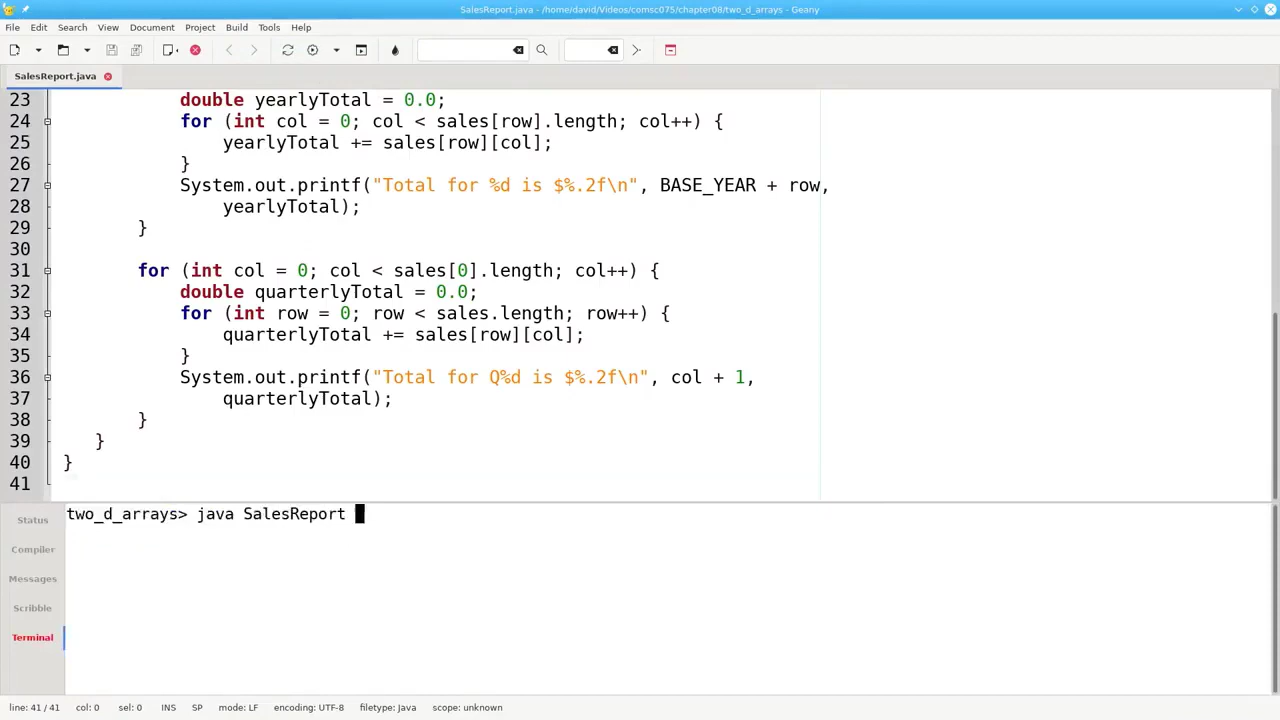 SalesReport.java - /home/david/Videos/comsc075/chapter08/two_d_arrays - Geany
File Edit Search View Document Project Build Tools Help
SalesReport.java
23 double yearlyTotal = 0.0;
24 for (int col = 0; col < sales[row].length; col++) {
25 yearlyTotal += sales[row][col];
26 }
27 System.out.printf("Total for %d is $%.2f\n", BASE_YEAR + row,
28 yearlyTotal);
29 }
30
31 for (int col = 0; col < sales[0].length; col++) {
32 double quarterlyTotal = 0.0;
33 for (int row = 0; row < sales.length; row++) {
34 quarterlyTotal += sales[row][col];
35 }
36 System.out.printf("Total for Q%d is $%.2f\n", col + 1,
37 quarterlyTotal);
38 }
39 }
40 }
41
Status
Compiler
Messages
Scribble
Terminal
two_d_arrays> java SalesReport
line: 41 / 41 col: 0 sel: 0 INS SP mode: LF encoding: UTF-8 filetype: Java scope: unknown